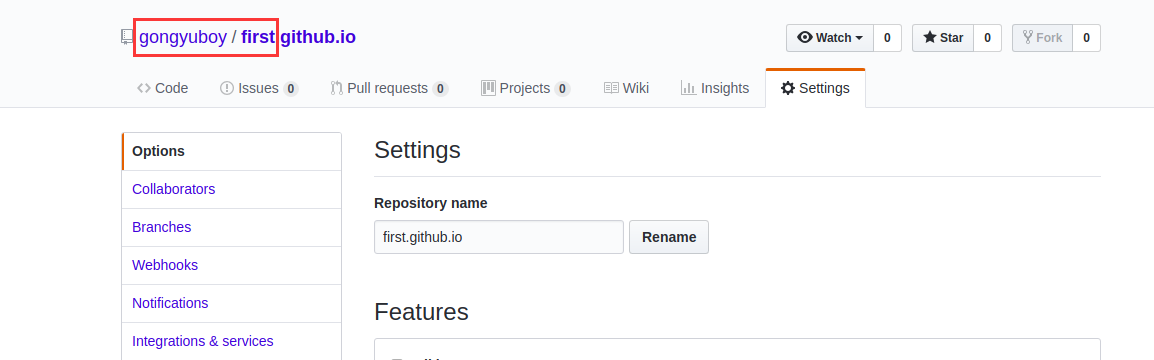 gongyuboy / first.github.io
Watch 0 Star 0 Fork 0
Code Issues 0 Pull requests 0 Projects 0 Wiki Insights Settings
Options
Collaborators
Branches
Webhooks
Notifications
Integrations & services
Settings
Repository name
first.github.io Rename
Features